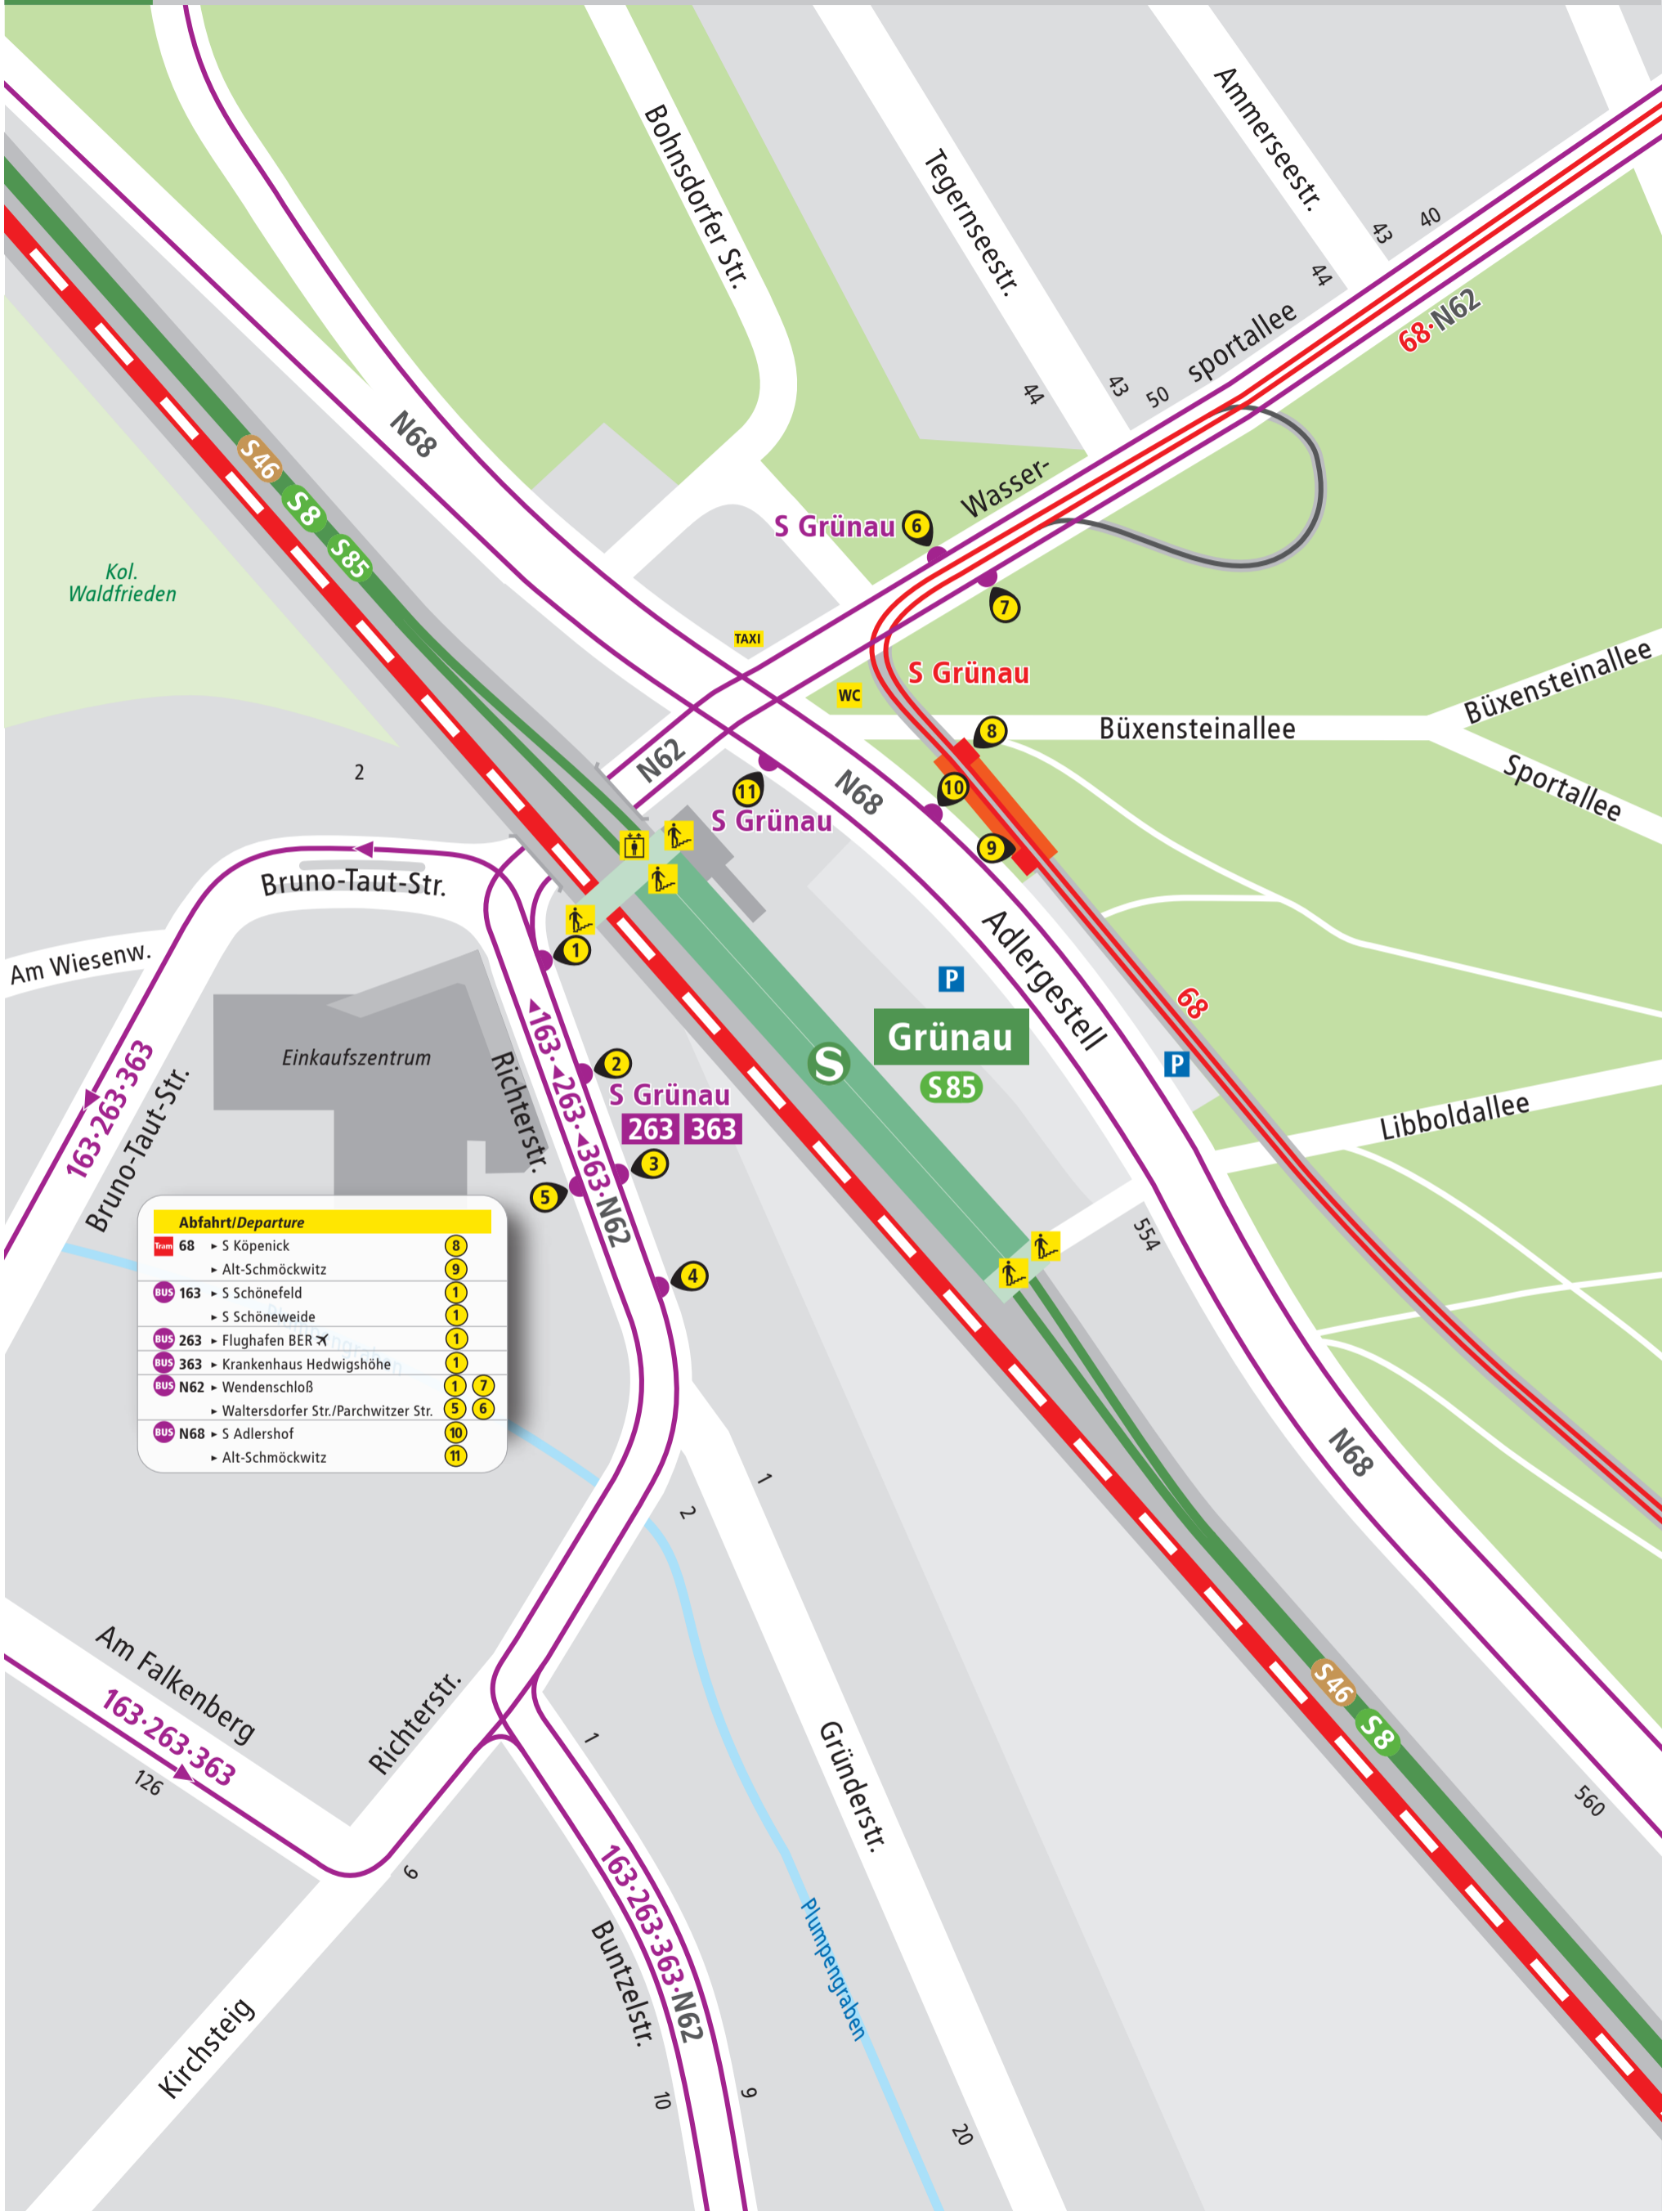 Ammerseestr.
Bohnsdorfer Str.
Tegernseestr.
43
40
44
68·N62
sportallee
44
43
50
N68
S46
S8
S85
Wasser-
S Grünau
6
7
Kol.
Waldfrieden
TAXI
WC
S Grünau
Büxensteinallee
Büxensteinallee
Sportallee
8
10
9
2
N62
11
S Grünau
N68
Bruno-Taut-Str.
Am Wiesenw.
1
Adlergestell
P
Grünau
S
S85
68
P
Libboldallee
Einkaufszentrum
163·263·363
Bruno-Taut-Str.
Richterstr.
163·263·363·N62
2
S Grünau
263
363
3
5
4
554
Abfahrt/Departure
Tram 68 ▸ S Köpenick 8
▸ Alt-Schmöckwitz 9
BUS 163 ▸ S Schönefeld 1
▸ S Schöneweide 1
BUS 263 ▸ Flughafen BER 1
BUS 363 ▸ Krankenhaus Hedwigshöhe 1
BUS N62 ▸ Wendenschloß 1 7
▸ Waltersdorfer Str./Parchwitzer Str. 5 6
BUS N68 ▸ S Adlershof 10
▸ Alt-Schmöckwitz 11
N68
1
2
Am Falkenberg
163·263·363
126
Richterstr.
1
6
S46
S8
560
Gründerstr.
163·263·363·N62
Buntzelstr.
Plumpengraben
Kirchsteig
10
9
20